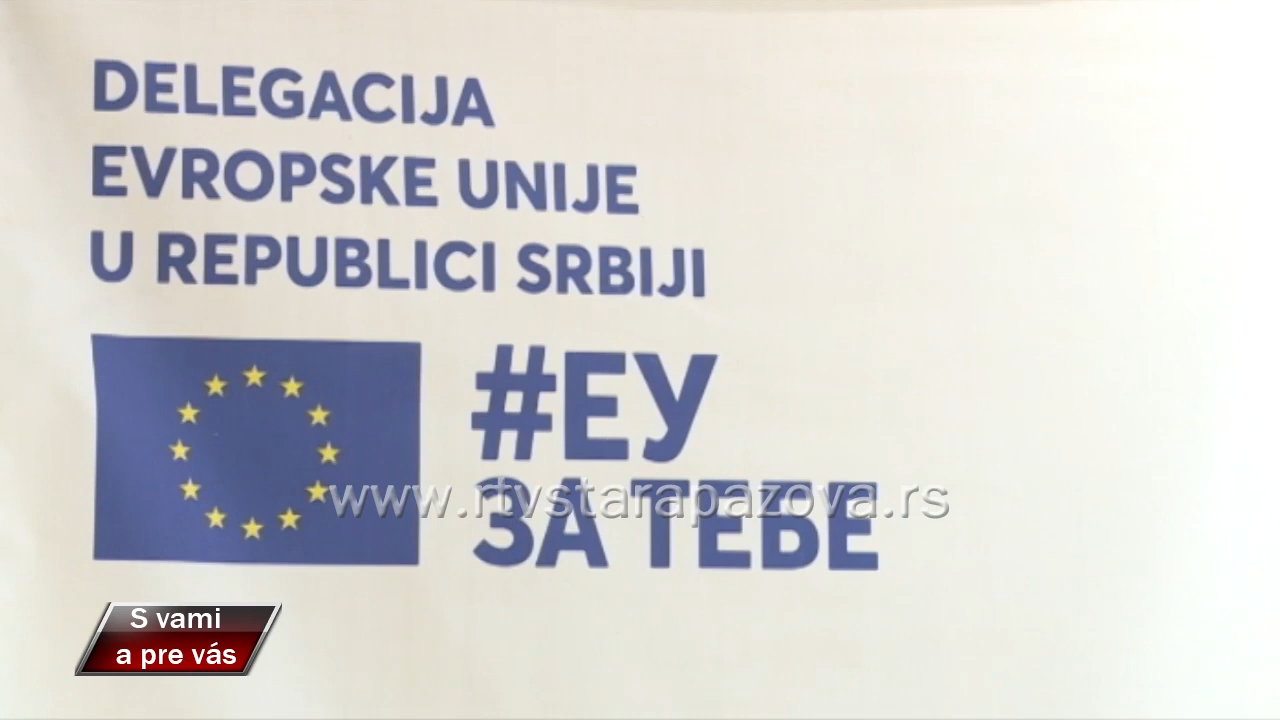 DELEGACIJA
EVROPSKE UNIJE
U REPUBLICI SRBIJI
#ЕУ
ЗА ТЕБЕ
www.rtvstarapazova.rs
S vami
a pre vás